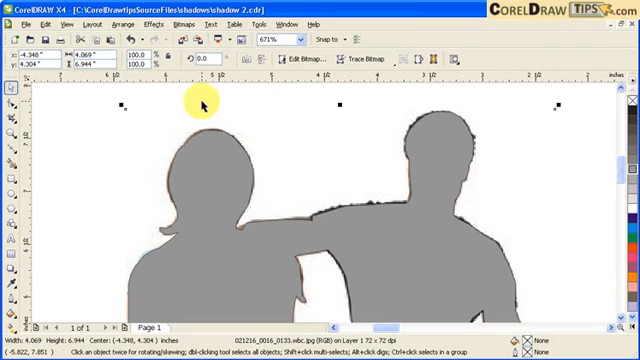 CorelDRAW X4 - [C:\CorelDrawtipsSourceFiles\shadows\shadow 2.cdr]
CORELDRAW TIPS.COM
File Edit View Layout Arrange Effects Bitmaps Text Table Tools Window Help
671% Snap to
x: -4.348 " 4.069 " 100.0 % 0.0 Edit Bitmap... Trace Bitmap
y: 4.304 " 6.944 " 100.0 %
inches
1 of 1 Page 1
Width: 4.069 Height: 6.944 Center: (-4.348, 4.304) inches 021216_0016_0133.wbc.jpg (RGB) on Layer 1 72 x 72 dpi None
(-5.822, 7.851) Click an object twice for rotating/skewing; dbl-clicking tool selects all objects; Shift+click multi-selects; Alt+click digs; Ctrl+click selects in a group None